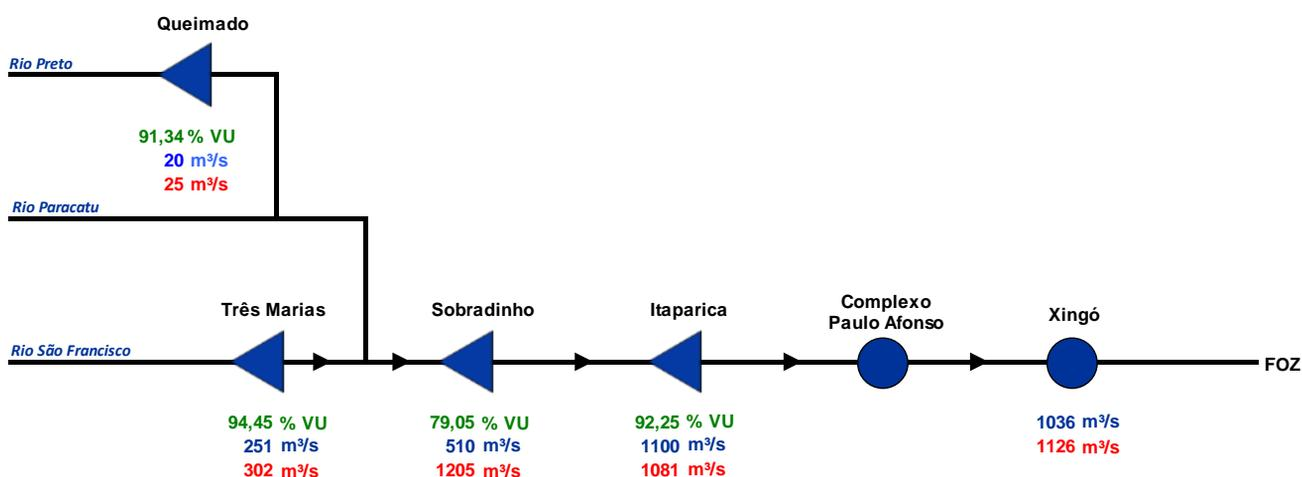 Queimado
Rio Preto
91,34 % VU
20 m³/s
25 m³/s
Rio Paracatu
Três Marias
Sobradinho
Itaparica
Complexo
Paulo Afonso
Xingó
Rio São Francisco
FOZ
94,45 % VU
251 m³/s
302 m³/s
79,05 % VU
510 m³/s
1205 m³/s
92,25 % VU
1100 m³/s
1081 m³/s
1036 m³/s
1126 m³/s